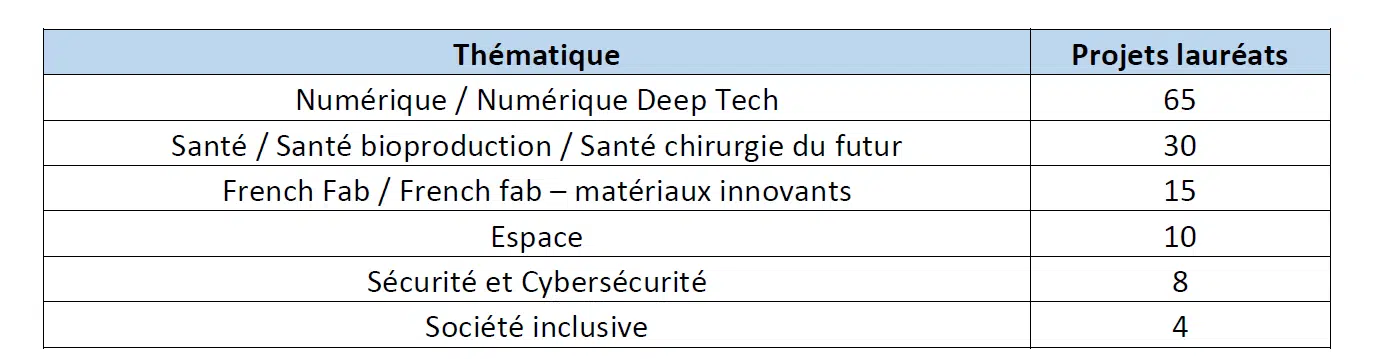 Thématique Projets lauréats
Numérique / Numérique Deep Tech 65
Santé / Santé bioproduction / Santé chirurgie du futur 30
French Fab / French fab – matériaux innovants 15
Espace 10
Sécurité et Cybersécurité 8
Société inclusive 4